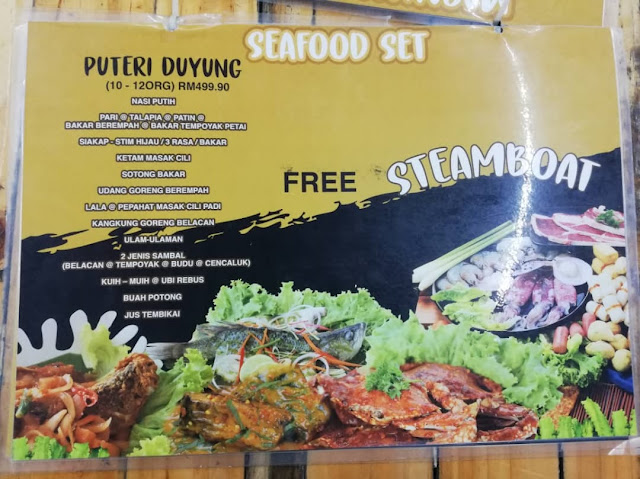 SEAFOOD SET
PUTERI DUYUNG
(10 - 12ORG) RM499.90
NASI PUTIH
PARI @ TALAPIA @ PATIN @
BAKAR BEREMPAH @ BAKAR TEMPOYAK PETAI
SIAKAP - STIM HIJAU / 3 RASA / BAKAR
KETAM MASAK CILI
SOTONG BAKAR
UDANG GORENG BEREMPAH
LALA @ PEPAHAT MASAK CILI PADI
KANGKUNG GORENG BELACAN
ULAM-ULAMAN
2 JENIS SAMBAL
(BELACAN @ TEMPOYAK @ BUDU @ CENCALUK)
KUIH – MUIH @ UBI REBUS
BUAH POTONG
JUS TEMBIKAI
FREE STEAMBOAT